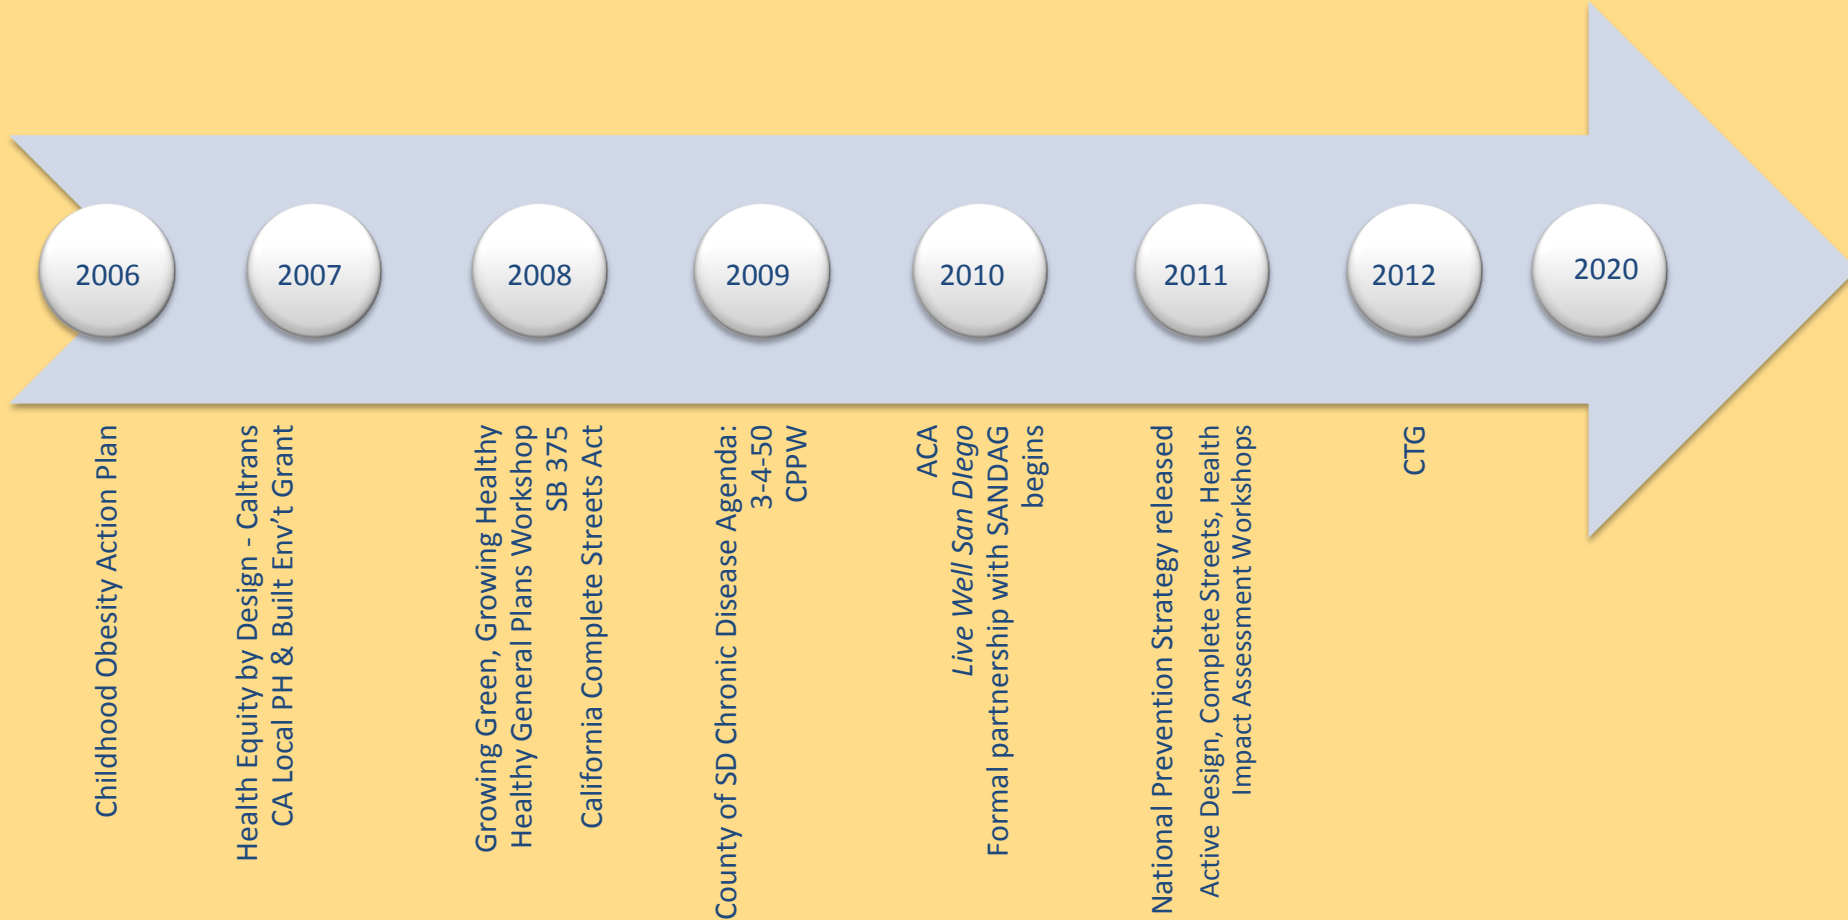 2006
2007
2008
2009
2010
2011
2012
2020
Childhood Obesity Action Plan
Health Equity by Design - Caltrans
CA Local PH & Built Env’t Grant
Growing Green, Growing Healthy
Healthy General Plans Workshop
SB 375
California Complete Streets Act
County of SD Chronic Disease Agenda:
3-4-50
CPPW
ACA
Live Well San DIego
Formal partnership with SANDAG
begins
National Prevention Strategy released
Active Design, Complete Streets, Health
Impact Assessment Workshops
CTG